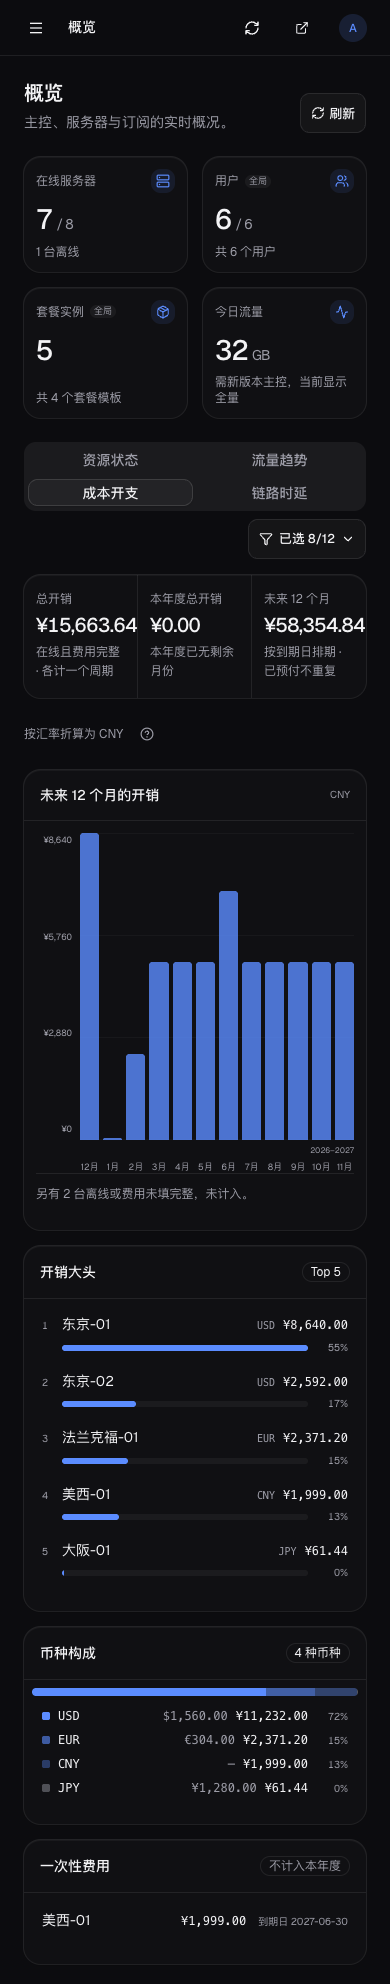 概览
A
概览
主控、服务器与订阅的实时概况。
刷新
在线服务器
7 / 8
1 台离线
用户 全局
6 / 6
共 6 个用户
套餐实例 全局
5
共 4 个套餐模板
今日流量
32 GB
需新版本主控，当前显示
全量
资源状态
流量趋势
成本开支
链路时延
已选 8/12
总开销
¥15,663.64
在线且费用完整
· 各计一个周期
本年度总开销
¥0.00
本年度已无剩余
月份
未来 12 个月
¥58,354.84
按到期日排期 ·
已预付不重复
按汇率折算为 CNY
未来 12 个月的开销
CNY
¥8,640
¥5,760
¥2,880
¥0
2026–2027
12月 1月 2月 3月 4月 5月 6月 7月 8月 9月 10月 11月
另有 2 台离线或费用未填完整，未计入。
开销大头
Top 5
1 东京-01 USD ¥8,640.00
55%
2 东京-02 USD ¥2,592.00
17%
3 法兰克福-01 EUR ¥2,371.20
15%
4 美西-01 CNY ¥1,999.00
13%
5 大阪-01 JPY ¥61.44
0%
币种构成
4 种币种
USD $1,560.00 ¥11,232.00 72%
EUR €304.00 ¥2,371.20 15%
CNY — ¥1,999.00 13%
JPY ¥1,280.00 ¥61.44 0%
一次性费用
不计入本年度
美西-01 ¥1,999.00 到期日 2027-06-30